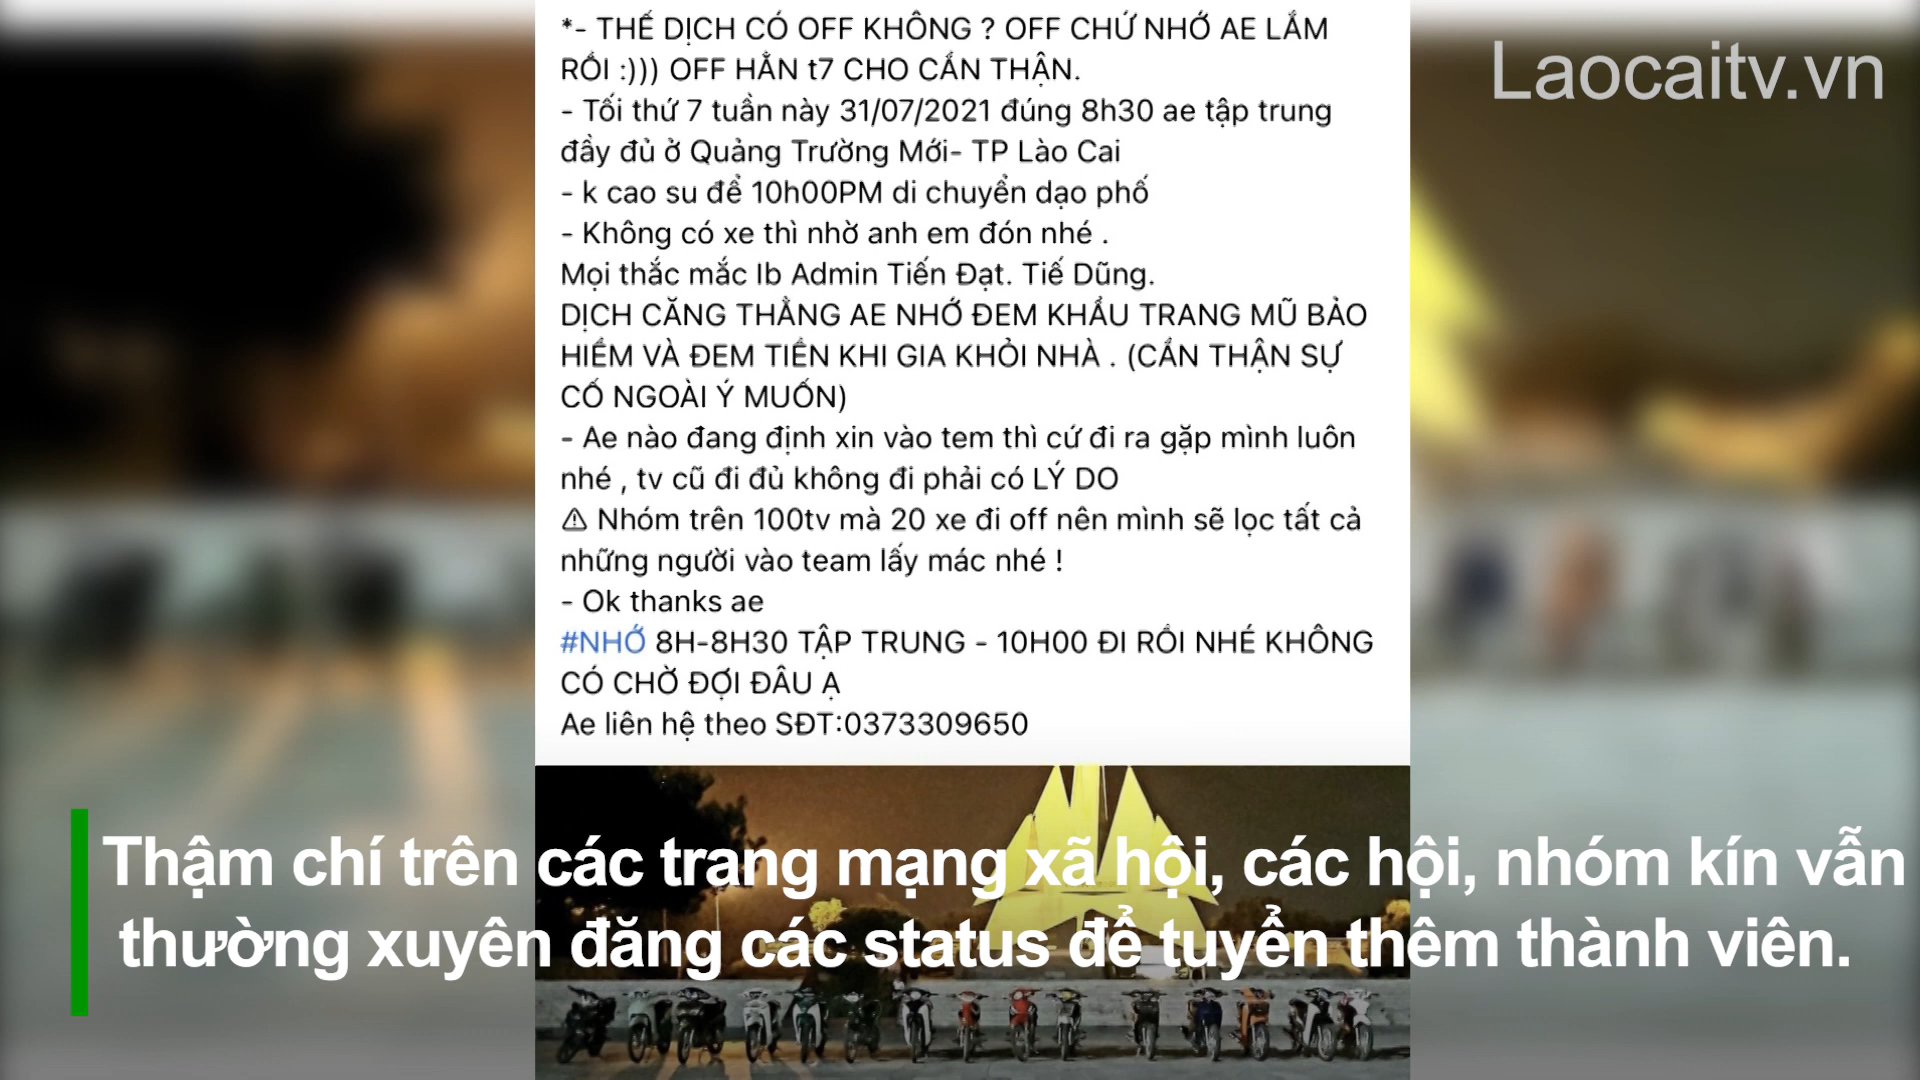 *- THẾ DỊCH CÓ OFF KHÔNG ? OFF CHỨ NHỚ AE LẮM
RỒI :))) OFF HẲN t7 CHO CẨN THẬN.
- Tối thứ 7 tuần này 31/07/2021 đúng 8h30 ae tập trung
đầy đủ ở Quảng Trường Mới- TP Lào Cai
- k cao su để 10h00PM di chuyển dạo phố
- Không có xe thì nhờ anh em đón nhé .
Mọi thắc mắc Ib Admin Tiến Đạt. Tiế Dũng.
DỊCH CĂNG THẲNG AE NHỚ ĐEM KHẨU TRANG MŨ BẢO
HIỂM VÀ ĐEM TIỀN KHI GIA KHỎI NHÀ . (CẨN THẬN SỰ
CỐ NGOÀI Ý MUỐN)
- Ae nào đang định xin vào tem thì cứ đi ra gặp mình luôn
nhé , tv cũ đi đủ không đi phải có LÝ DO
⚠ Nhóm trên 100tv mà 20 xe đi off nên mình sẽ lọc tất cả
những người vào team lấy mác nhé !
- Ok thanks ae
#NHỚ 8H-8H30 TẬP TRUNG - 10H00 ĐI RỒI NHÉ KHÔNG
CÓ CHỜ ĐỢI ĐÂU Ạ
Ae liên hệ theo SĐT:0373309650
Laocaitv.vn
Thậm chí trên các trang mạng xã hội, các hội, nhóm kín vẫn
thường xuyên đăng các status để tuyển thêm thành viên.